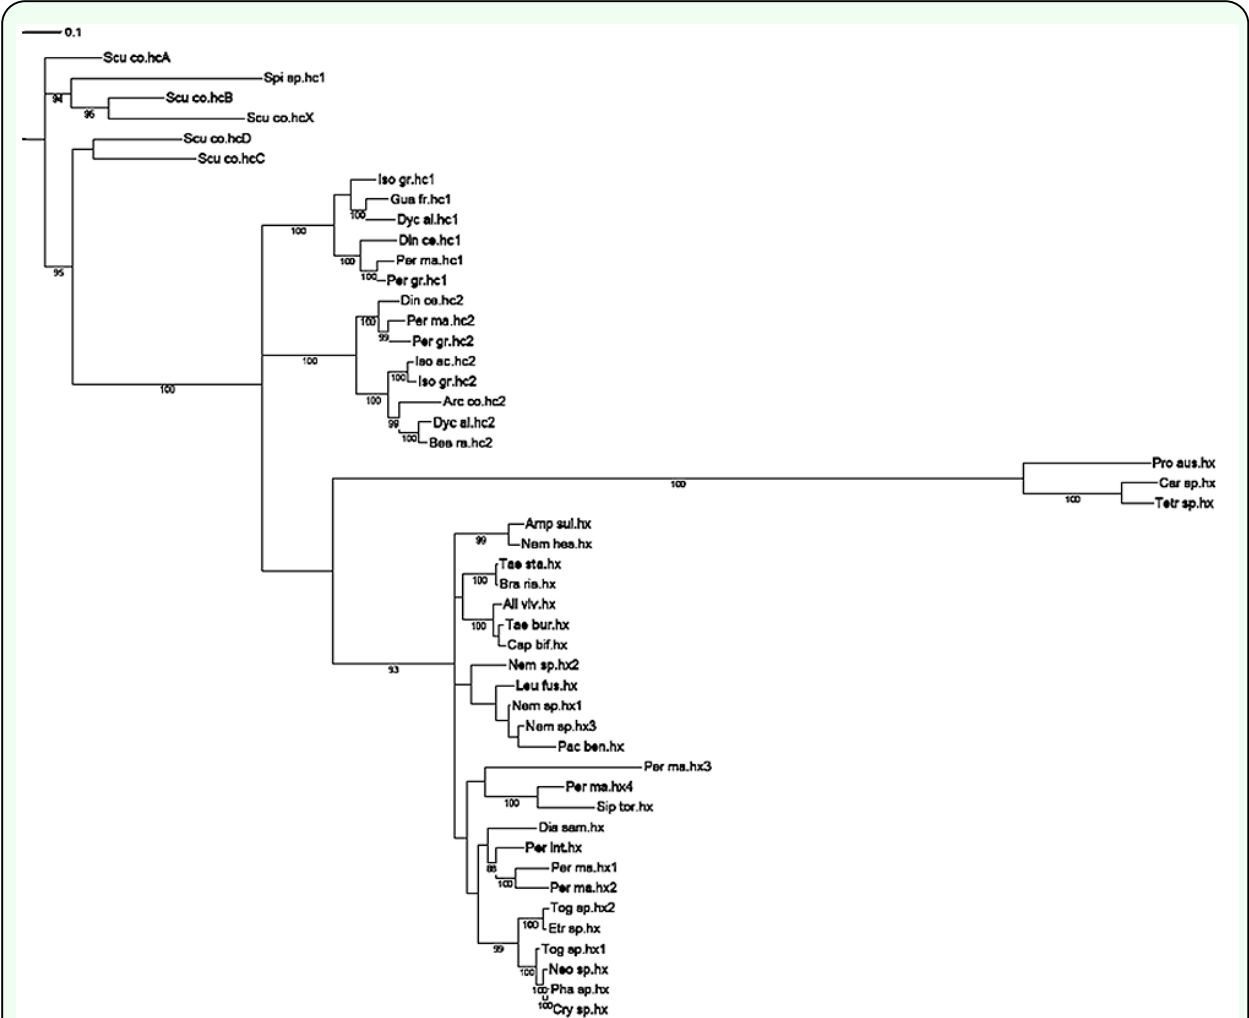 0.1
Scu co.hcA
Spi sp.hc1
94
Scu co.hcB
95
Scu co.hcX
Scu co.hcD
Scu co.hcC
Iso gr.hc1
Gua fr.hc1
100
Dyc al.hc1
100
Din ce.hc1
Per ma.hc1
100
95
100
Per gr.hc1
Din ce.hc2
Per ma.hc2
100
99
Per gr.hc2
100
Iso ac.hc2
100
Iso gr.hc2
100
100
Arc co.hc2
99
Dyc al.hc2
100
Bea ra.hc2
Pro aus.hx
100
Car sp.hx
100
Tetr sp.hx
Amp sul.hx
99
Nem hea.hx
Tae sta.hx
100
Bra ris.hx
All viv.hx
100
Tae bur.hx
Cap bif.hx
93
Nem sp.hx2
Leu fus.hx
Nem sp.hx1
Nem sp.hx3
Pac ben.hx
Per ma.hx3
Per ma.hx4
100
Sip tor.hx
Dia sam.hx
Per int.hx
88
Per ma.hx1
100
Per ma.hx2
Tog sp.hx2
100
Etr sp.hx
99
Tog sp.hx1
100
Neo sp.hx
100
Pha sp.hx
100
Cry sp.hx